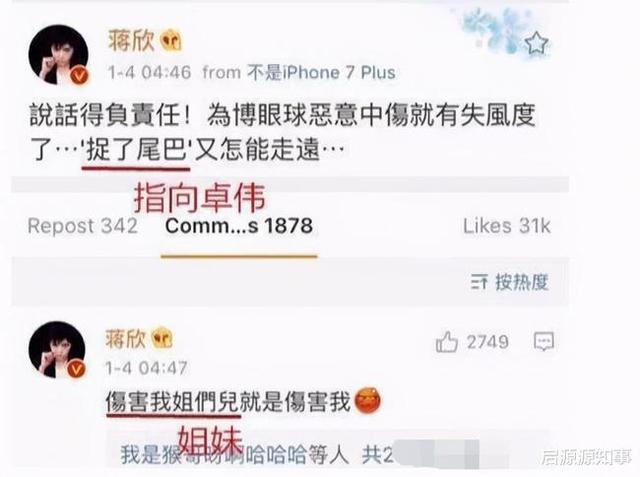 蒋欣
1-4 04:46 from 不是iPhone 7 Plus
說話得負責任！為博眼球惡意中傷就有失風度
了…'捉了尾巴'又怎能走遠…
指向卓伟
Repost 342 Comm...s 1878 Likes 31k
按热度
蒋欣
2749
1-4 04:47
傷害我姐們兒就是傷害我
姐妹
我是猴哥呀啊哈哈哈等人 共2
启源源知事